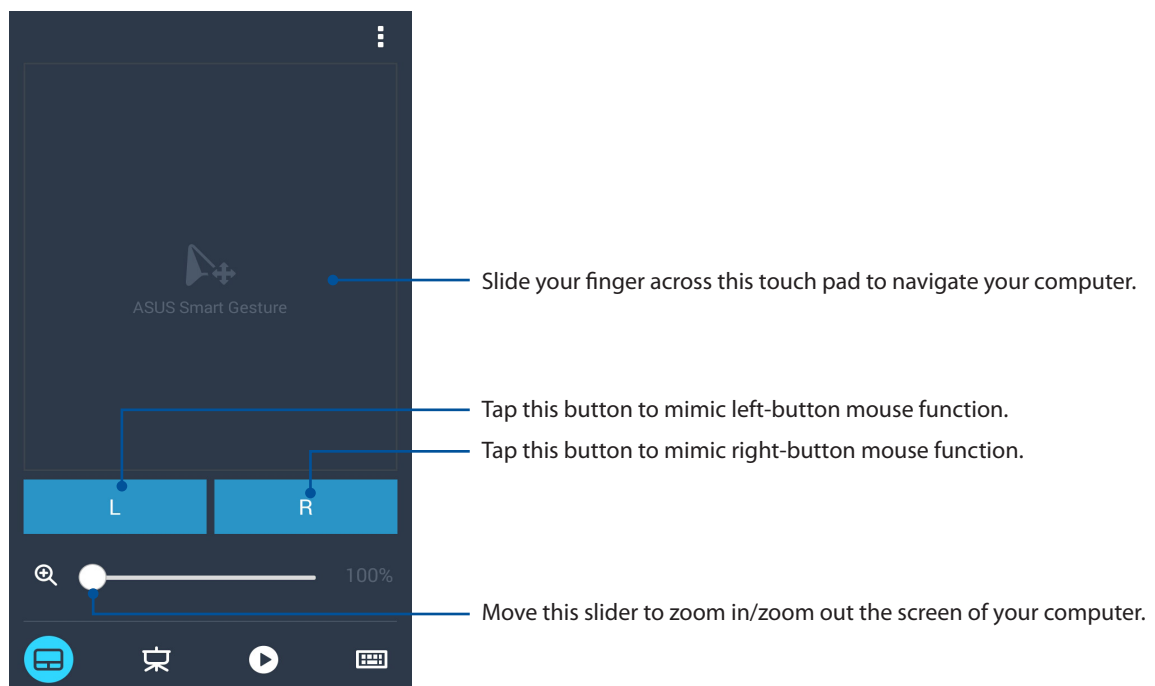 ASUS Smart Gesture
Slide your finger across this touch pad to navigate your computer.
Tap this button to mimic left-button mouse function.
Tap this button to mimic right-button mouse function.
L
R
100%
Move this slider to zoom in/zoom out the screen of your computer.